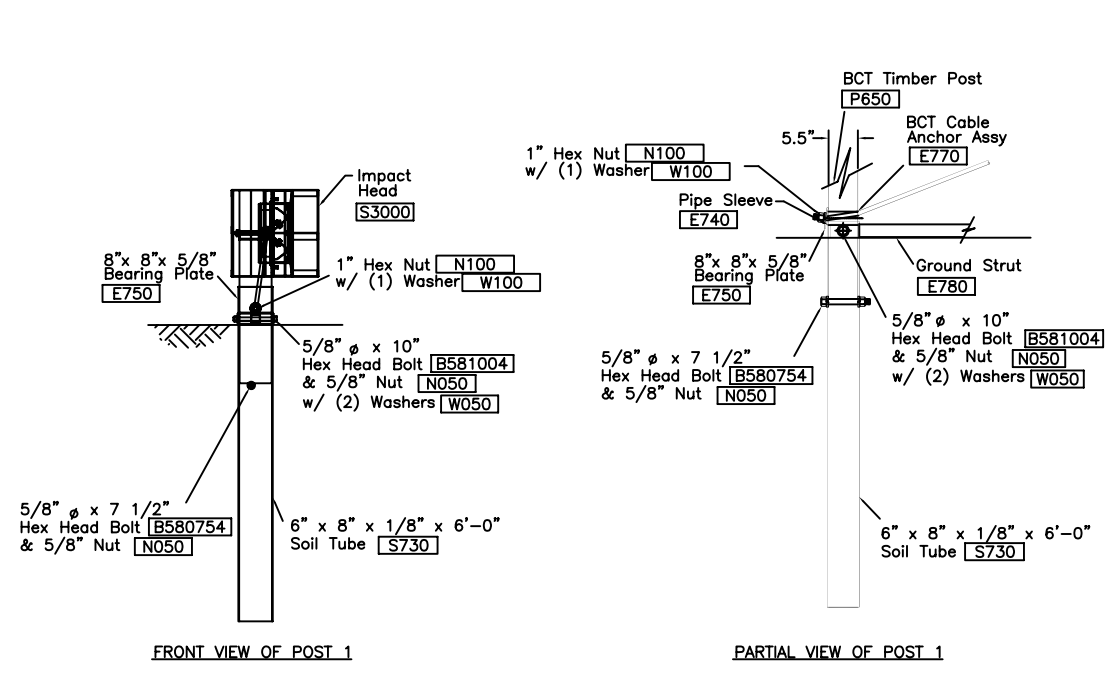 Impact
Head
S3000
8"x 8"x 5/8"
Bearing Plate
E750
1" Hex Nut N100
w/ (1) Washer W100
5/8" ø x 10"
Hex Head Bolt B581004
& 5/8" Nut N050
w/ (2) Washers W050
5/8" ø x 7 1/2"
Hex Head Bolt B580754
& 5/8" Nut N050
6" x 8" x 1/8" x 6'-0"
Soil Tube S730
FRONT VIEW OF POST 1
BCT Timber Post
P650
5.5"
BCT Cable
Anchor Assy
E770
1" Hex Nut N100
w/ (1) Washer W100
Pipe Sleeve
E740
8"x 8"x 5/8"
Bearing Plate
E750
Ground Strut
E780
5/8" ø x 10"
Hex Head Bolt B581004
& 5/8" Nut N050
w/ (2) Washers W050
5/8" ø x 7 1/2"
Hex Head Bolt B580754
& 5/8" Nut N050
6" x 8" x 1/8" x 6'-0"
Soil Tube S730
PARTIAL VIEW OF POST 1